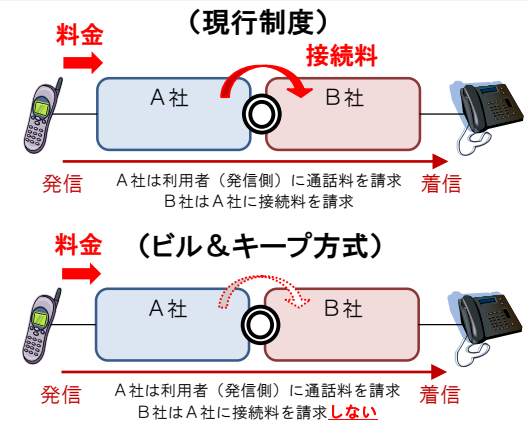 （現行制度）
料金
接続料
A社
B社
発信
A社は利用者（発信側）に通話料を請求
B社はA社に接続料を請求
着信
（ビル＆キープ方式）
料金
A社
B社
発信
A社は利用者（発信側）に通話料を請求
B社はA社に接続料を請求しない
着信